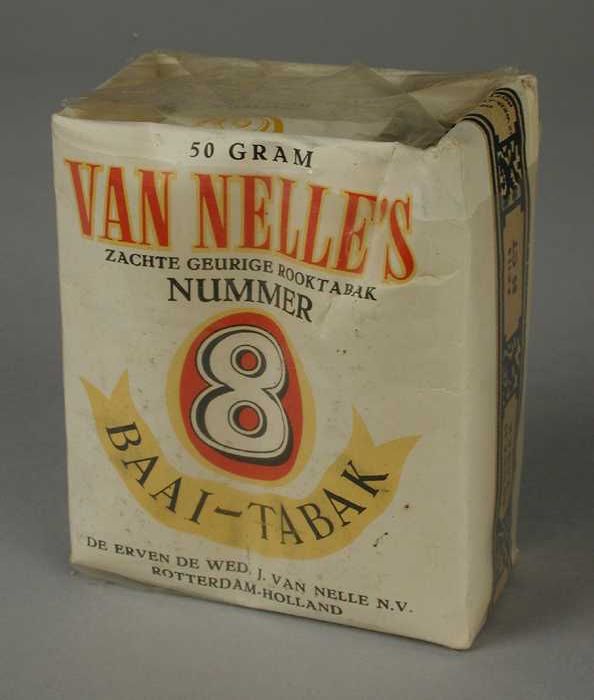 50 GRAM
VAN NELLE'S
ZACHTE GEURIGE ROOKTABAK
NUMMER
8
BAAI-TABAK
DE ERVEN DE WED. J. VAN NELLE N.V.
ROTTERDAM-HOLLAND